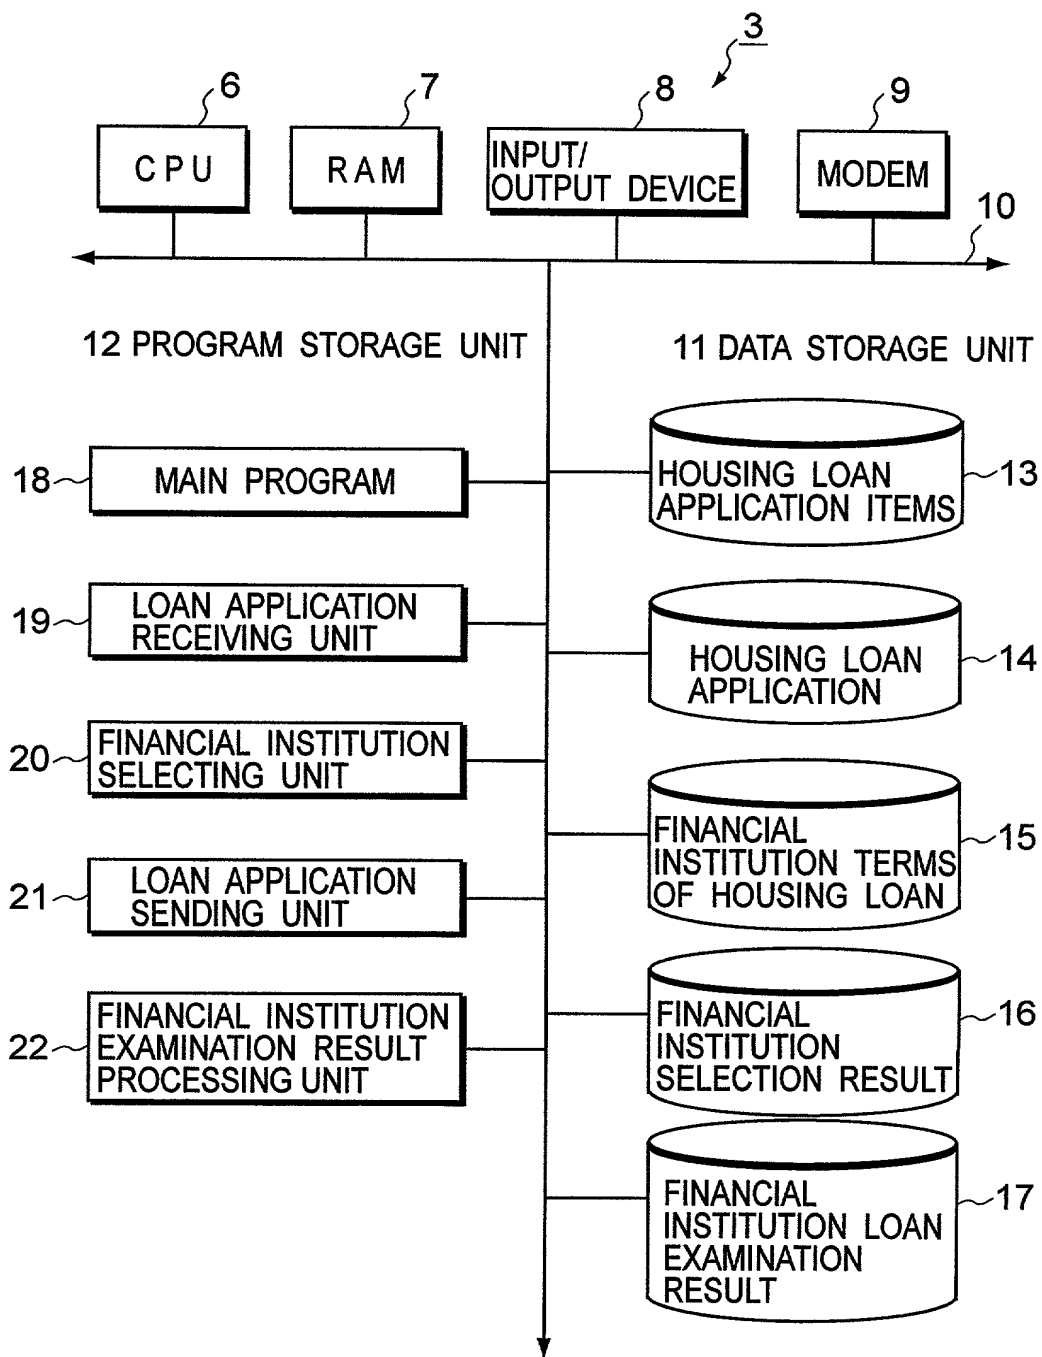 3
6
7
8
9
CPU
RAM
INPUT/
OUTPUT DEVICE
MODEM
10
12 PROGRAM STORAGE UNIT
11 DATA STORAGE UNIT
18
MAIN PROGRAM
19
LOAN APPLICATION
RECEIVING UNIT
20
FINANCIAL INSTITUTION
SELECTING UNIT
21
LOAN APPLICATION
SENDING UNIT
22
FINANCIAL INSTITUTION
EXAMINATION RESULT
PROCESSING UNIT
HOUSING LOAN
APPLICATION ITEMS
13
HOUSING LOAN
APPLICATION
14
FINANCIAL
INSTITUTION TERMS
OF HOUSING LOAN
15
FINANCIAL
INSTITUTION
SELECTION RESULT
16
FINANCIAL
INSTITUTION LOAN
EXAMINATION
RESULT
17